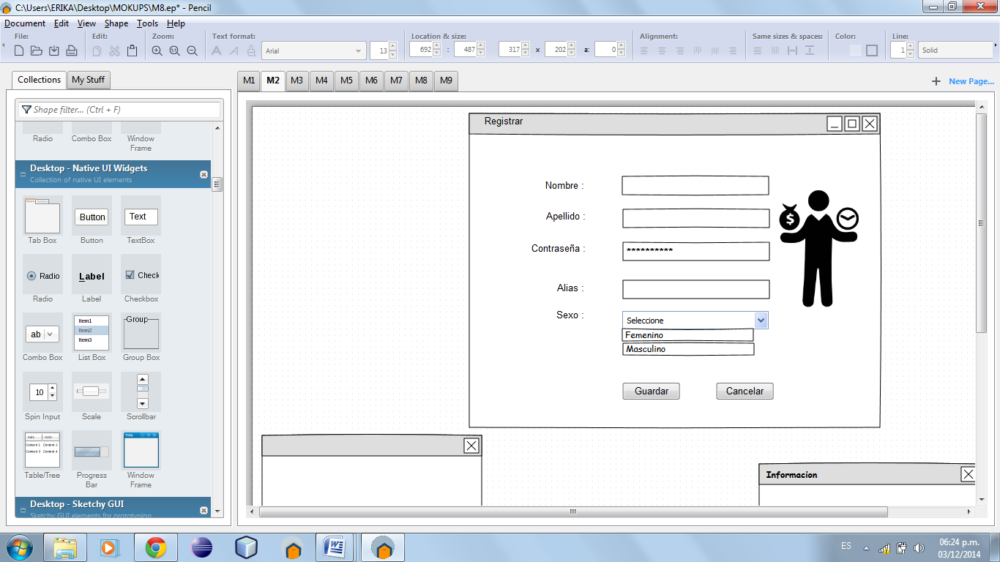 C:\Users\ERIKA\Desktop\MOKUPS\M8.ep* - Pencil
Document Edit View Shape Tools Help
File: Edit: Zoom: Text format: Location & size: Alignment: Same sizes & spaces: Color: Line:
Arial 13 692 : 487 317 x 202 a: 0 1 Solid
Collections My Stuff
M1 M2 M3 M4 M5 M6 M7 M8 M9
New Page...
Shape filter... (Ctrl + F)
Radio Combo Box Window Frame
Desktop - Native UI Widgets
Collection of native UI elements
Button Text
Tab Box Button TextBox
Radio Label Check
Radio Label Checkbox
ab Item1 Item2 Item3 Group
Combo Box List Box Group Box
10
Spin Input Scale Scrollbar
Col1 Col2 Title
Content 1 Content 2
Content 3 Content 4
Table/Tree Progress Bar Window Frame
Desktop - Sketchy GUI
Sketchy GUI elements for prototyping
Registrar
Nombre :
Apellido :
Contraseña : **********
Alias :
Sexo : Seleccione
Femenino
Masculino
Guardar Cancelar
$
Informacion
ES 06:24 p.m.
03/12/2014